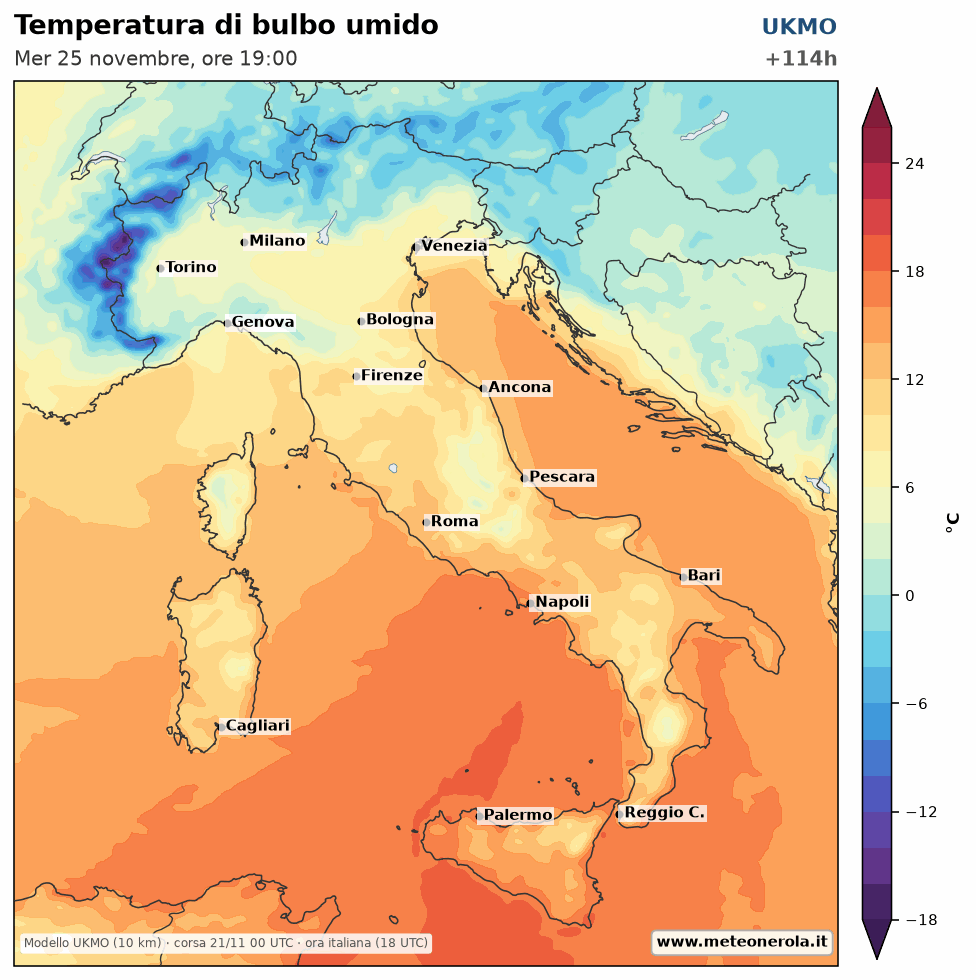 Temperatura di bulbo umido
UKMO
Mer 25 novembre, ore 19:00
+114h
Milano
Venezia
Torino
Genova
Bologna
Firenze
Ancona
Pescara
Roma
Bari
Napoli
Cagliari
Palermo
Reggio C.
24
18
12
6
0
−6
−12
−18
°C
Modello UKMO (10 km) · corsa 21/11 00 UTC · ora italiana (18 UTC)
www.meteonerola.it